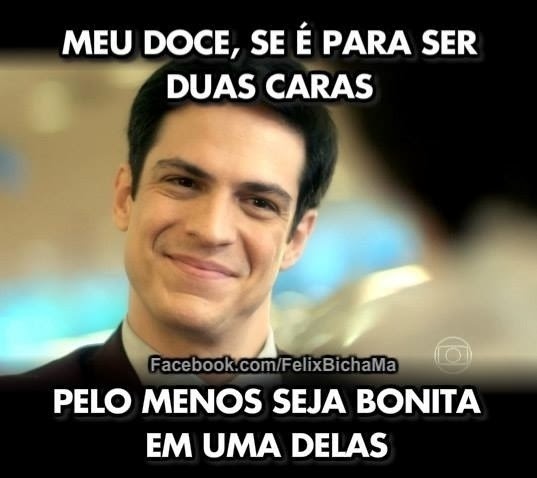 MEU DOCE, SE É PARA SER
DUAS CARAS
Facebook.com/FelixBichaMa
PELO MENOS SEJA BONITA
EM UMA DELAS